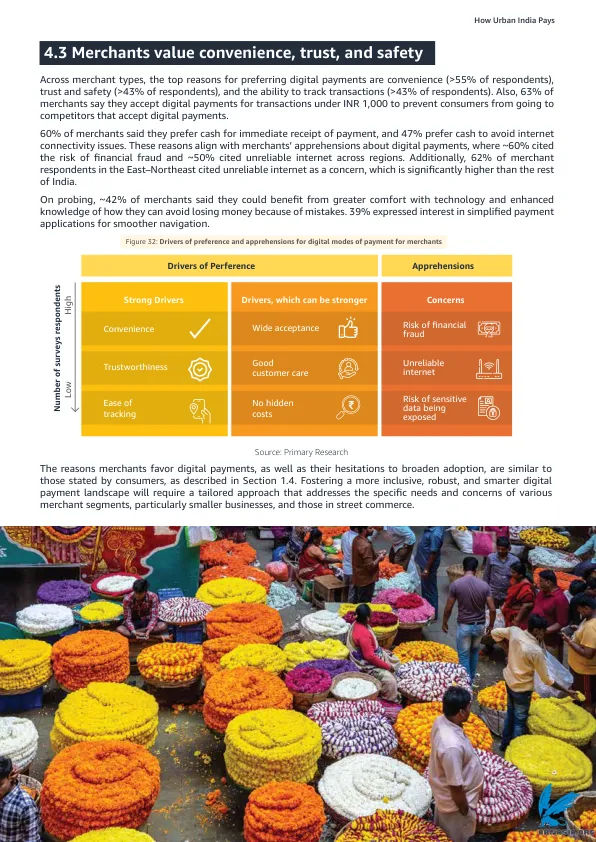 How Urban India Pays
4.3 Merchants value convenience, trust, and safety
Across merchant types, the top reasons for preferring digital payments are convenience (>55% of respondents),
trust and safety (>43% of respondents), and the ability to track transactions (>43% of respondents). Also, 63% of
merchants say they accept digital payments for transactions under INR 1,000 to prevent consumers from going to
competitors that accept digital payments.
60% of merchants said they prefer cash for immediate receipt of payment, and 47% prefer cash to avoid internet
connectivity issues. These reasons align with merchants' apprehensions about digital payments, where ~60% cited
the risk of financial fraud and ~50% cited unreliable internet across regions. Additionally, 62% of merchant
respondents in the East–Northeast cited unreliable internet as a concern, which is significantly higher than the rest
of India.
On probing, ~42% of merchants said they could benefit from greater comfort with technology and enhanced
knowledge of how they can avoid losing money because of mistakes. 39% expressed interest in simplified payment
applications for smoother navigation.
Figure 32: Drivers of preference and apprehensions for digital modes of payment for merchants
Drivers of Perference
Apprehensions
Number of surveys respondents
High
Low
Strong Drivers
Drivers, which can be stronger
Concerns
Convenience
Wide acceptance
Risk of financial
fraud
Trustworthiness
Good
customer care
Unreliable
internet
Ease of
tracking
No hidden
costs
₹
Risk of sensitive
data being
exposed
Source: Primary Research
The reasons merchants favor digital payments, as well as their hesitations to broaden adoption, are similar to
those stated by consumers, as described in Section 1.4. Fostering a more inclusive, robust, and smarter digital
payment landscape will require a tailored approach that addresses the specific needs and concerns of various
merchant segments, particularly smaller businesses, and those in street commerce.